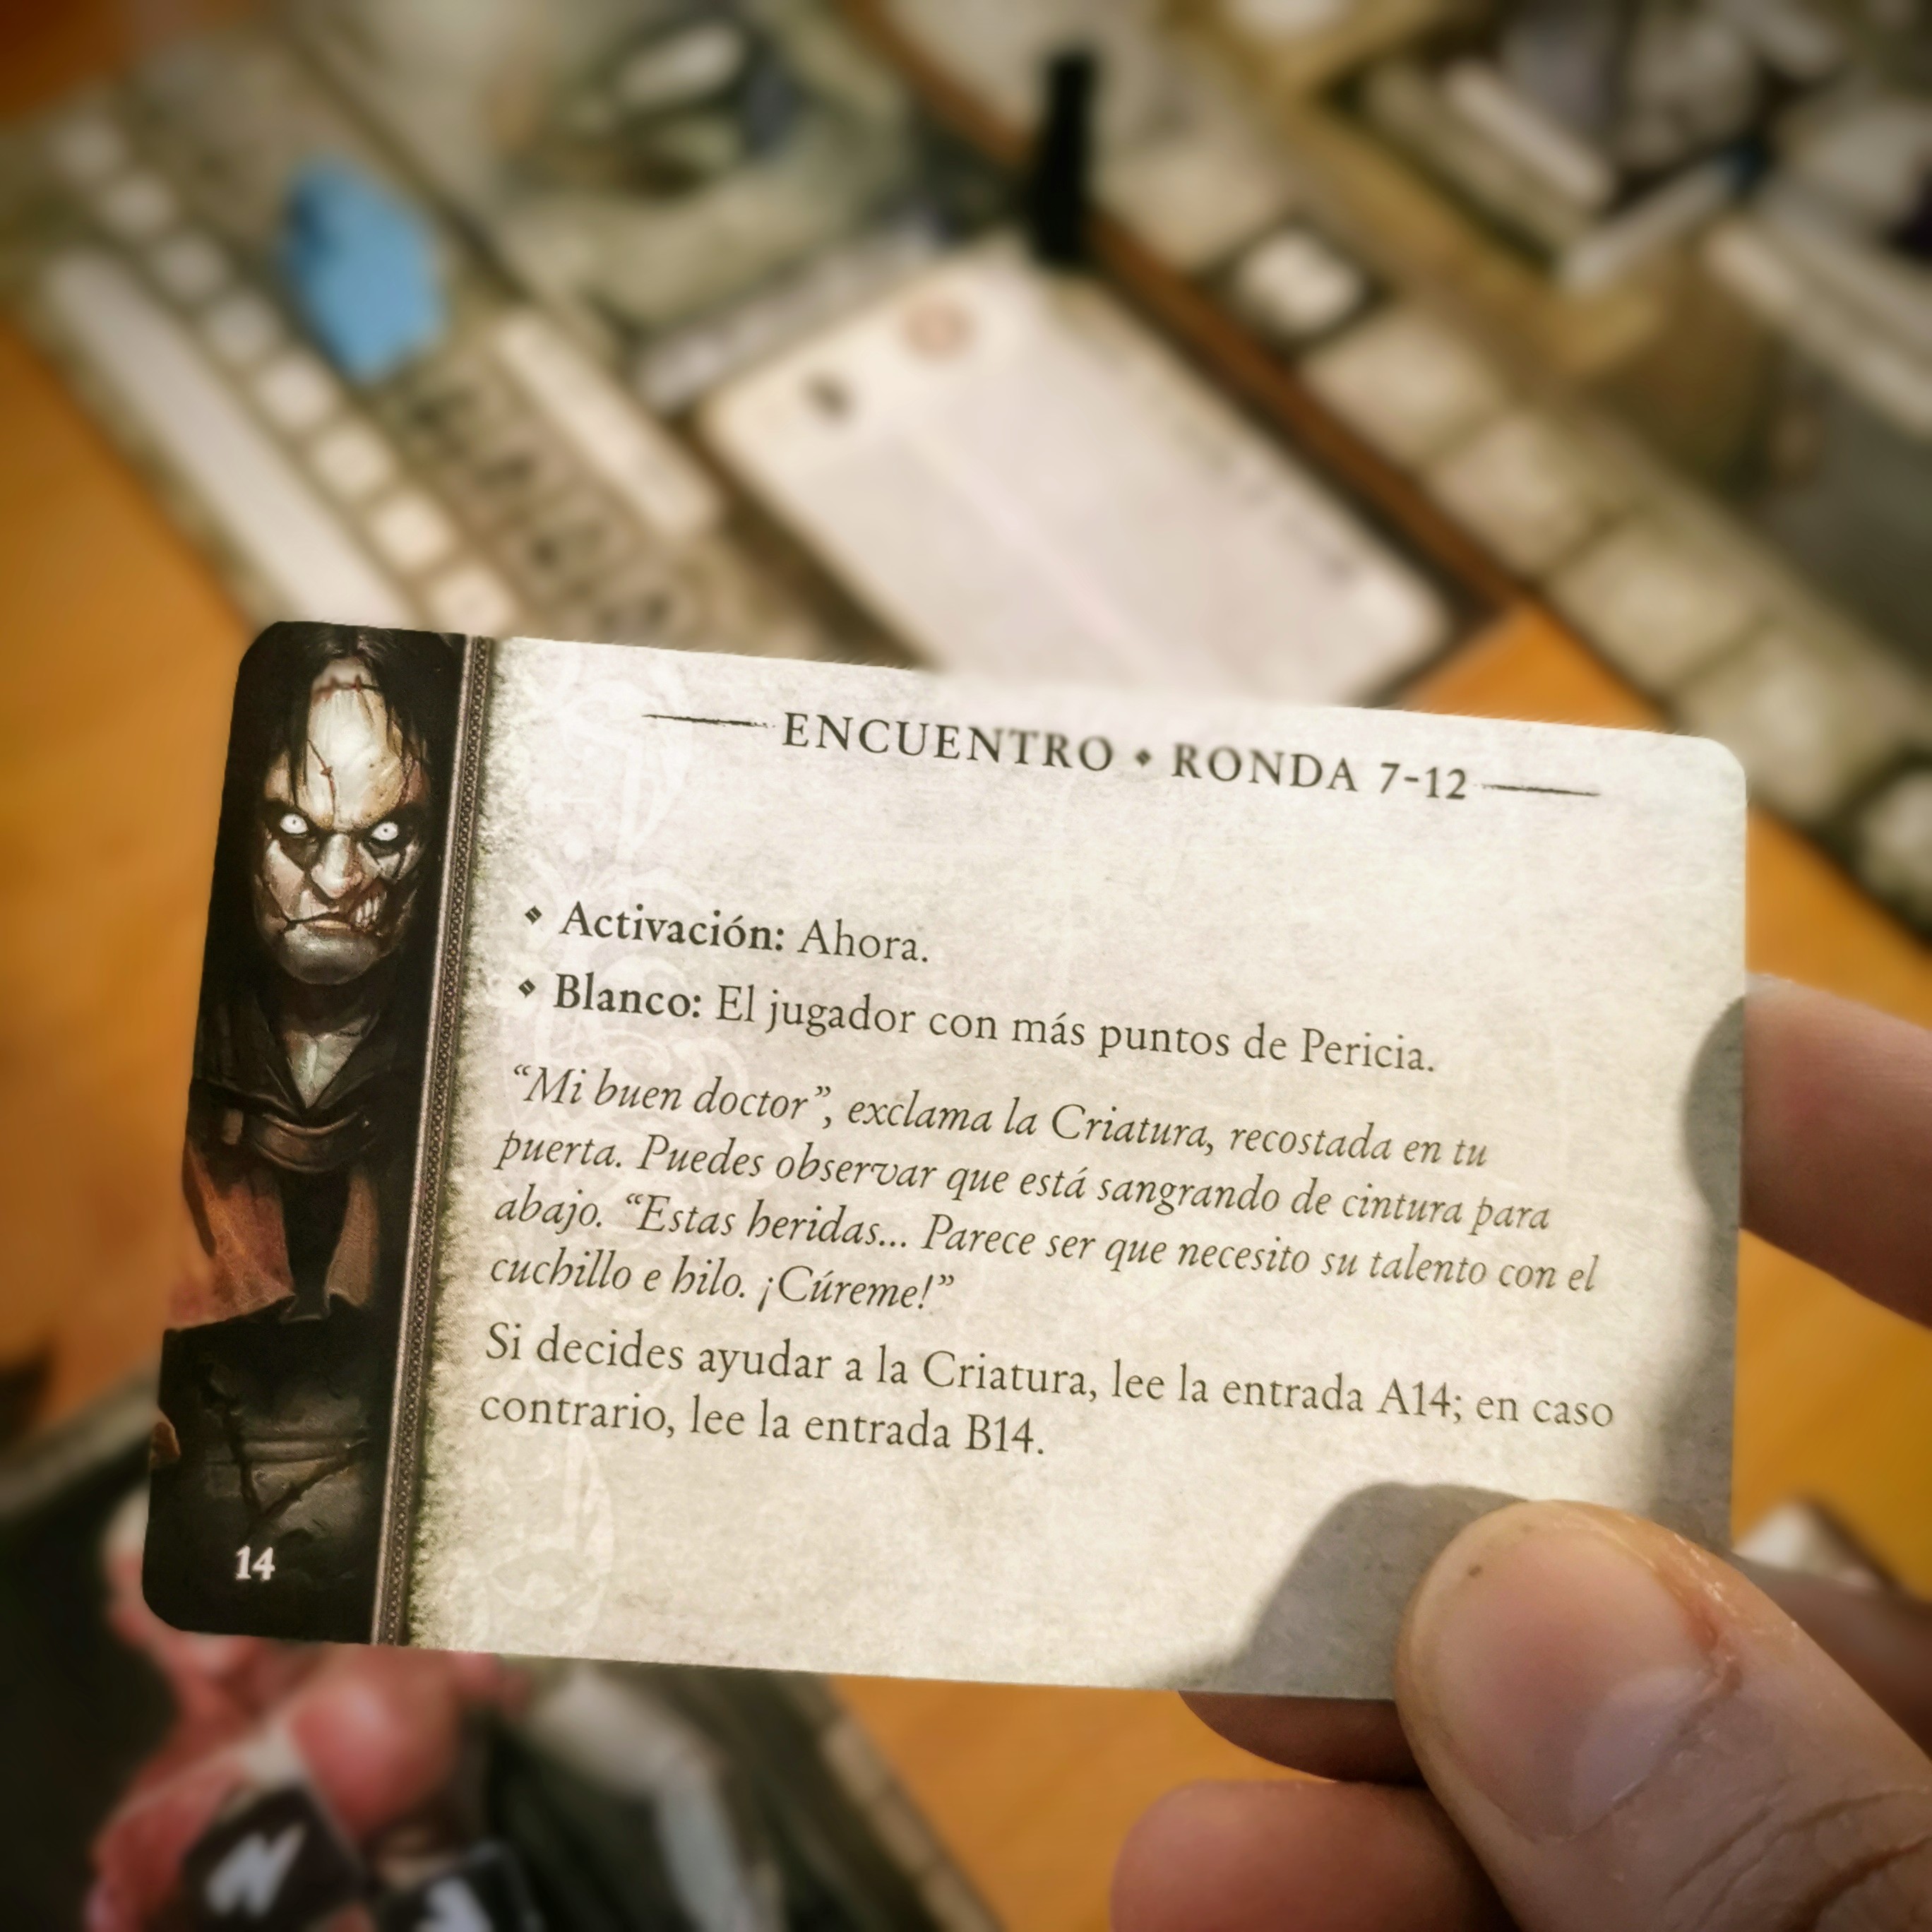 ENCUENTRO ◆ RONDA 7-12
◆ Activación: Ahora.
◆ Blanco: El jugador con más puntos de Pericia.
“Mi buen doctor”, exclama la Criatura, recostada en tu
puerta. Puedes observar que está sangrando de cintura para
abajo. “Estas heridas... Parece ser que necesito su talento con el
cuchillo e hilo. ¡Cúreme!”
Si decides ayudar a la Criatura, lee la entrada A14; en caso
contrario, lee la entrada B14.
14